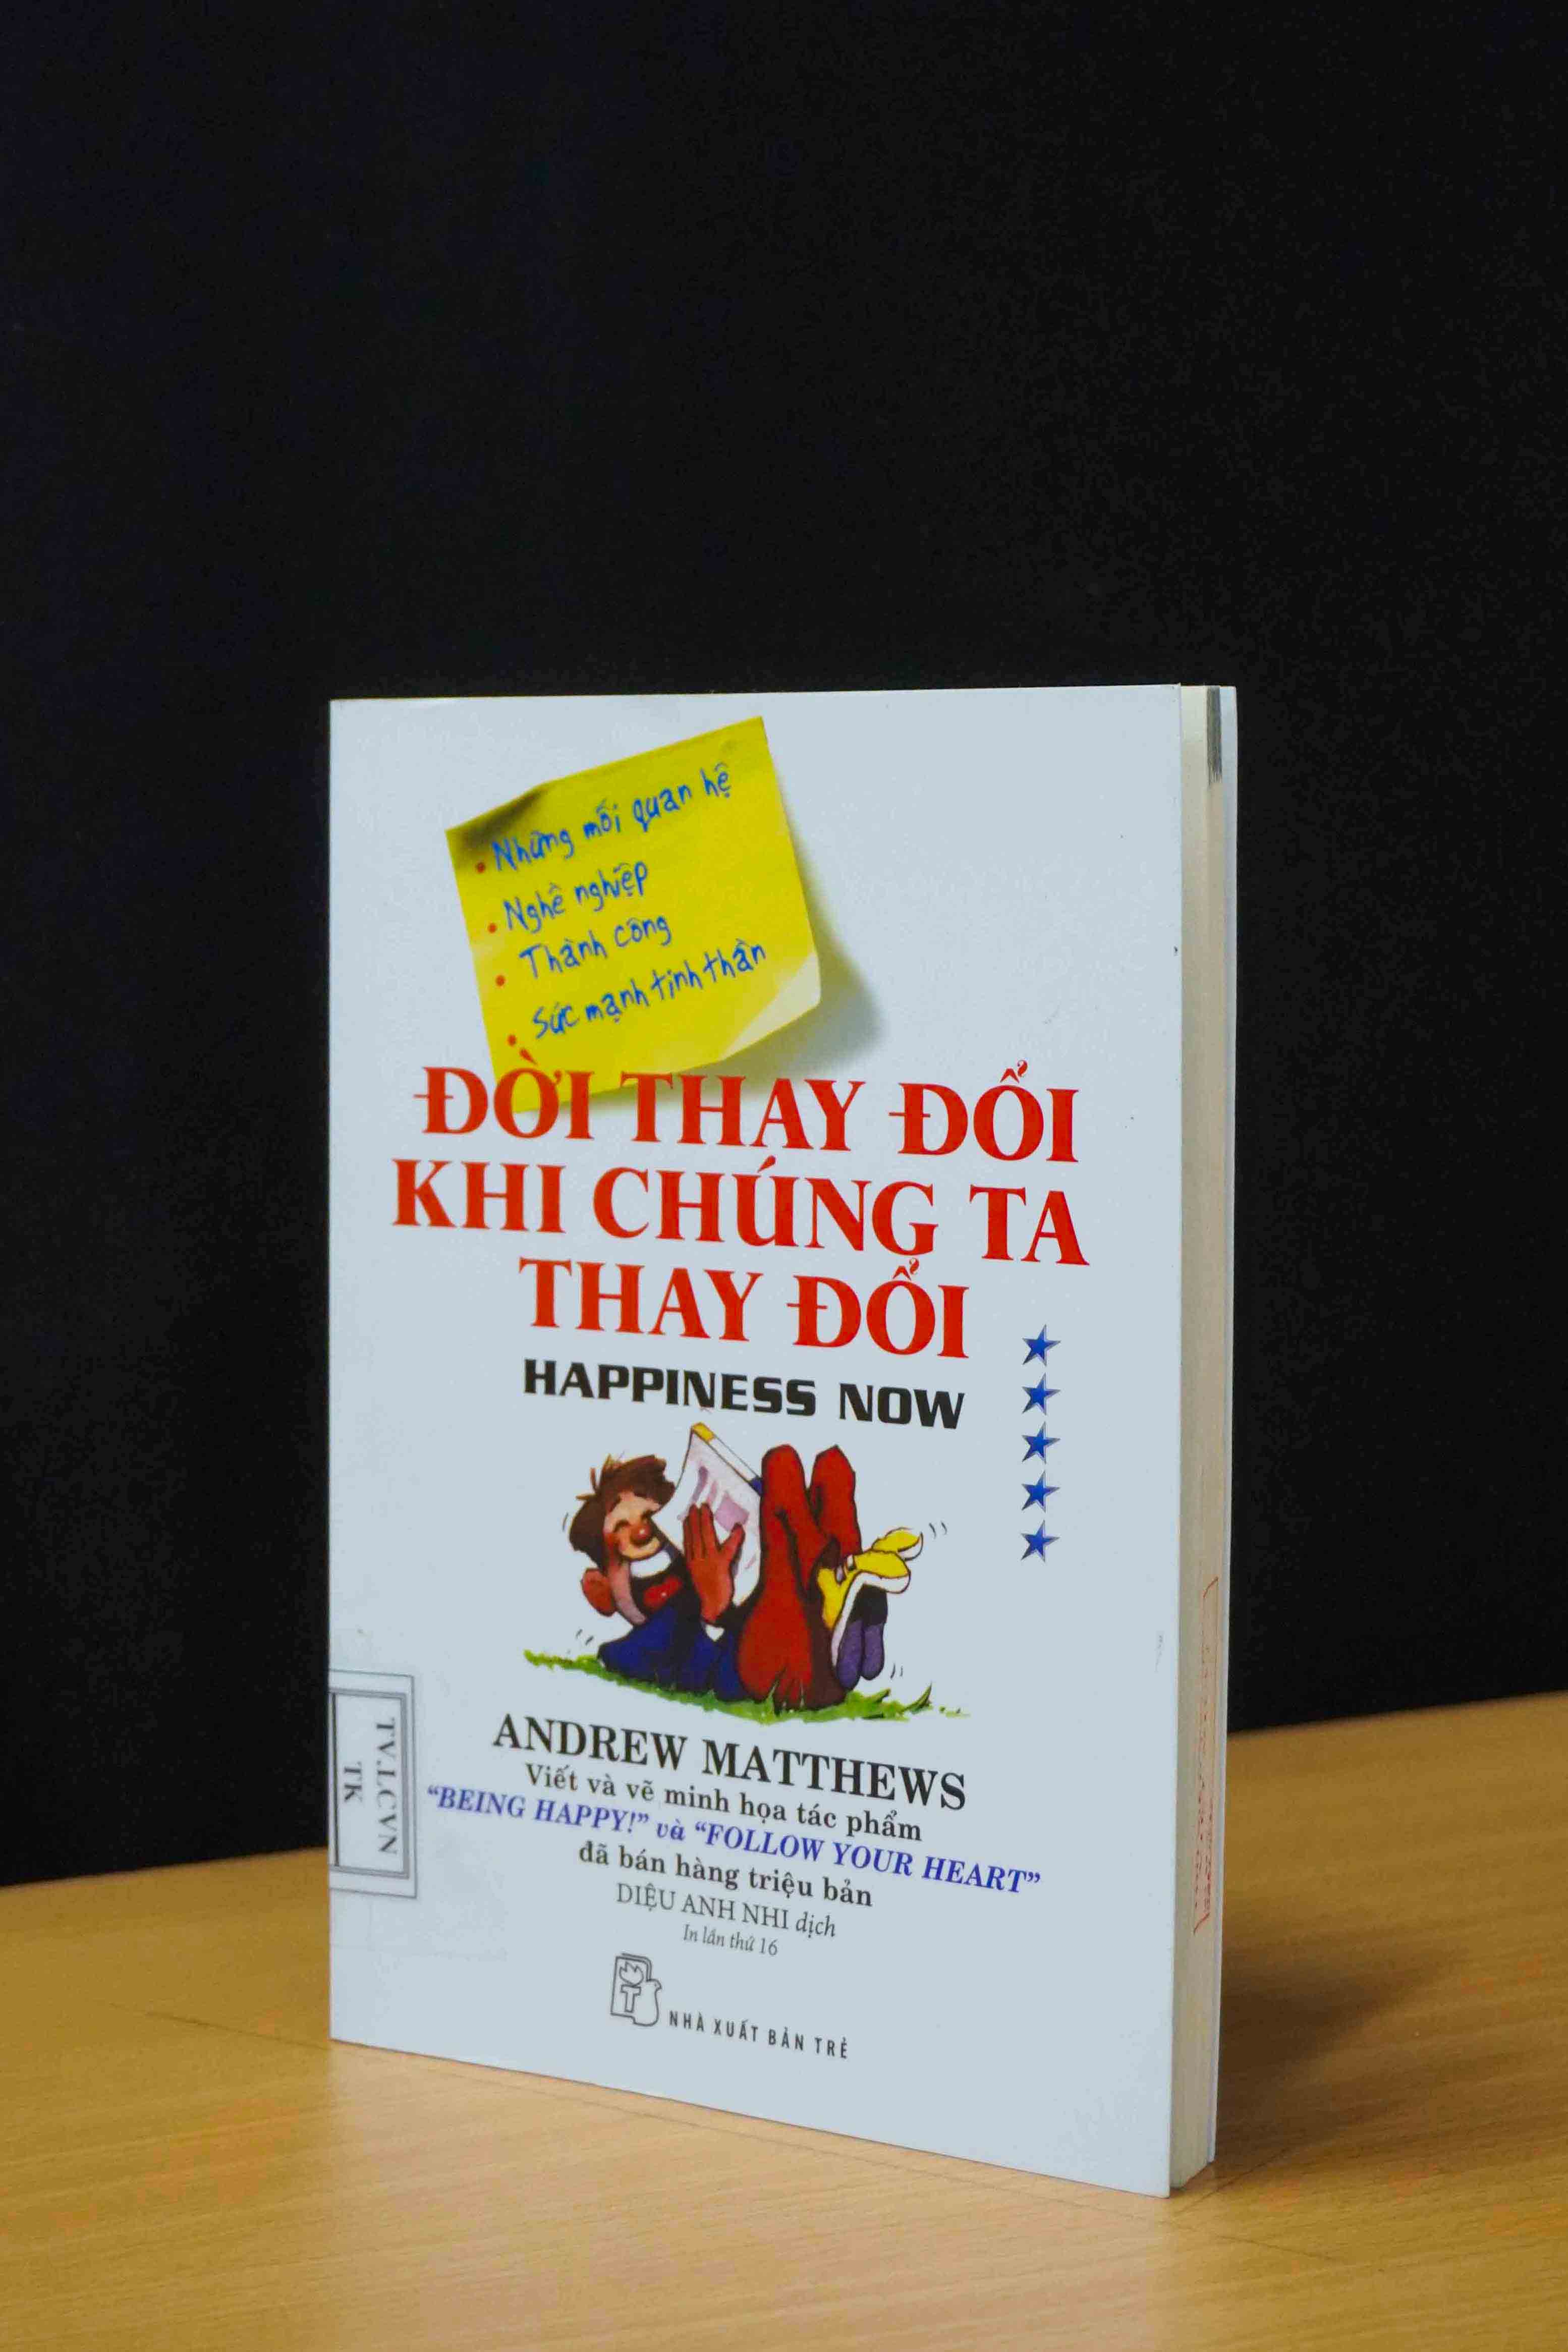 Những mối quan hệ
Nghề nghiệp
Thành công
Sức mạnh tinh thần
ĐỜI THAY ĐỔI
KHI CHÚNG TA
THAY ĐỔI
HAPPINESS NOW
ANDREW MATTHEWS
Viết và vẽ minh họa tác phẩm
“BEING HAPPY!” và “FOLLOW YOUR HEART”
đã bán hàng triệu bản
DIỆU ANH NHI dịch
In lần thứ 16
T
NHÀ XUẤT BẢN TRẺ
TV.LCVN
TK